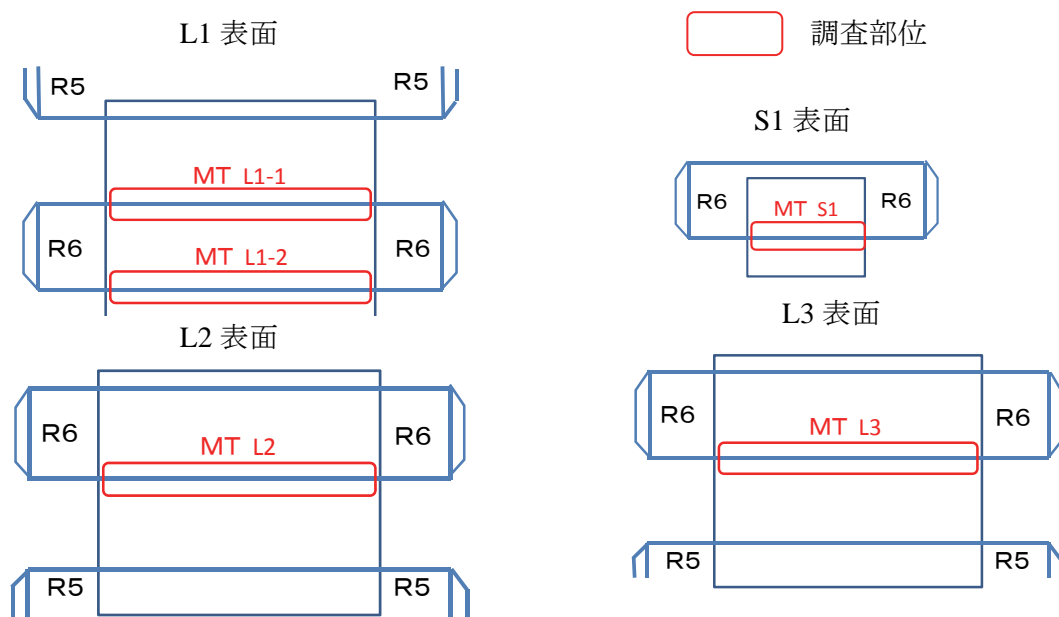 L1 表面
調査部位
R5 R5
MT L1-1
R6 R6
MT L1-2
S1 表面
R6 R6
MT S1
L2 表面
R6 R6
MT L2
R5 R5
L3 表面
R6 R6
MT L3
R5 R5